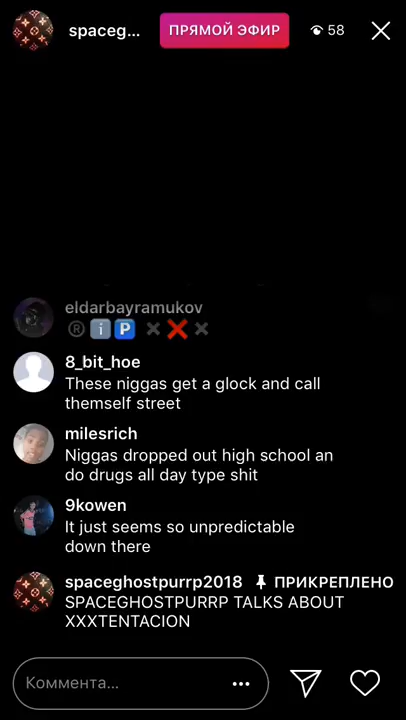 spaceg... ПРЯМОЙ ЭФИР 58
eldarbayramukov
®️ℹ️🅿️✖️❌✖️
8_bit_hoe
These niggas get a glock and call
themself street
milesrich
Niggas dropped out high school an
do drugs all day type shit
9kowen
It just seems so unpredictable
down there
spaceghostpurrp2018 ПРИКРЕПЛЕНО
SPACEGHOSTPURRP TALKS ABOUT
XXXTENTACION
Коммента...